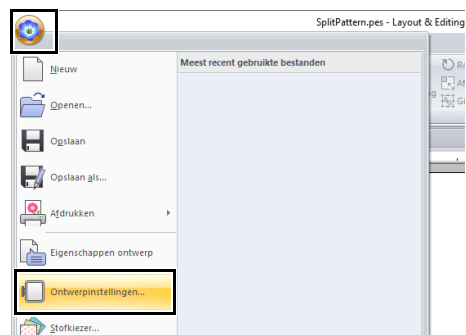 SplitPattern.pes - Layout & Editing
Meest recent gebruikte bestanden
Nieuw
Openen...
Opslaan
Opslaan als...
Afdrukken
Eigenschappen ontwerp
Ontwerpinstellingen...
Stofkiezer...